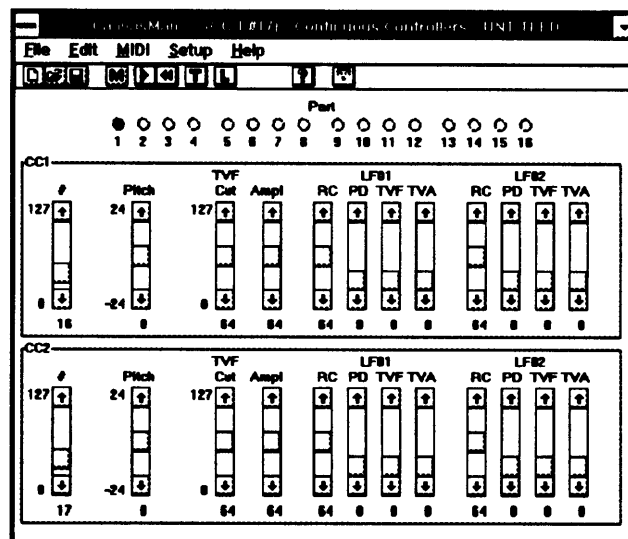 Continuous Controllers
File Edit MIDI Setup Help
M T L ?
Part
1 2 3 4 5 6 7 8 9 10 11 12 13 14 15 16
CC1
TVF LFO1 LFO2
# Pitch Cut Ampl RC PD TVF TVA RC PD TVF TVA
127 24 127
0 -24 0
16 0 64 64 64 0 0 0 64 0 0 0
CC2
TVF LFO1 LFO2
# Pitch Cut Ampl RC PD TVF TVA RC PD TVF TVA
127 24 127
0 -24 0
17 0 64 64 64 0 0 0 64 0 0 0